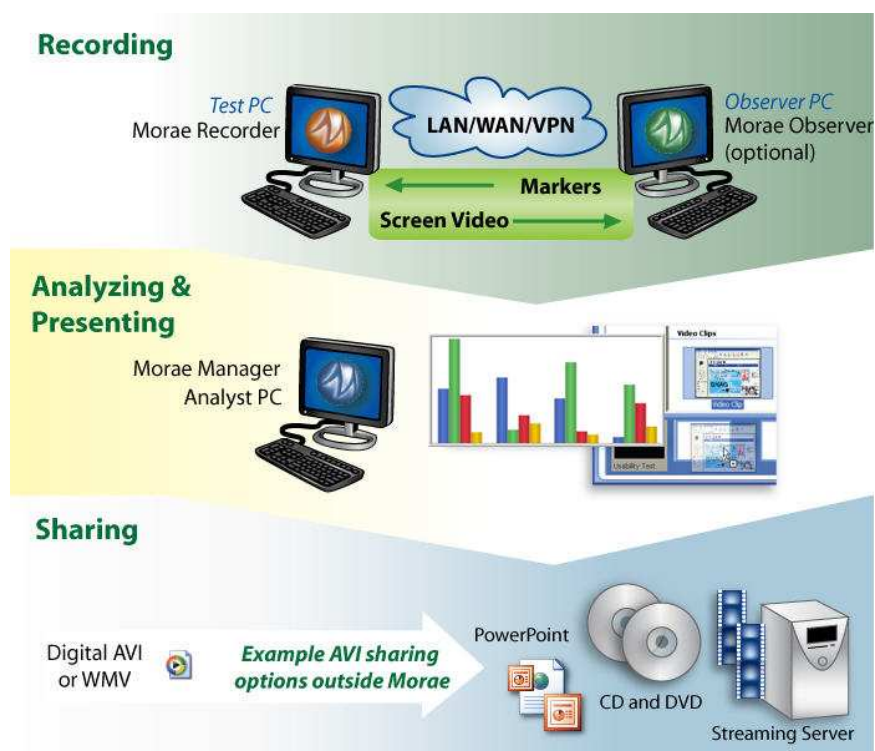 Recording
Test PC
Morae Recorder
LAN/WAN/VPN
Observer PC
Morae Observer
(optional)
Markers
Screen Video
Analyzing &
Presenting
Morae Manager
Analyst PC
Video Clips
Video Clip
Usability Test
Sharing
Digital AVI
or WMV
Example AVI sharing
options outside Morae
PowerPoint
CD and DVD
Streaming Server